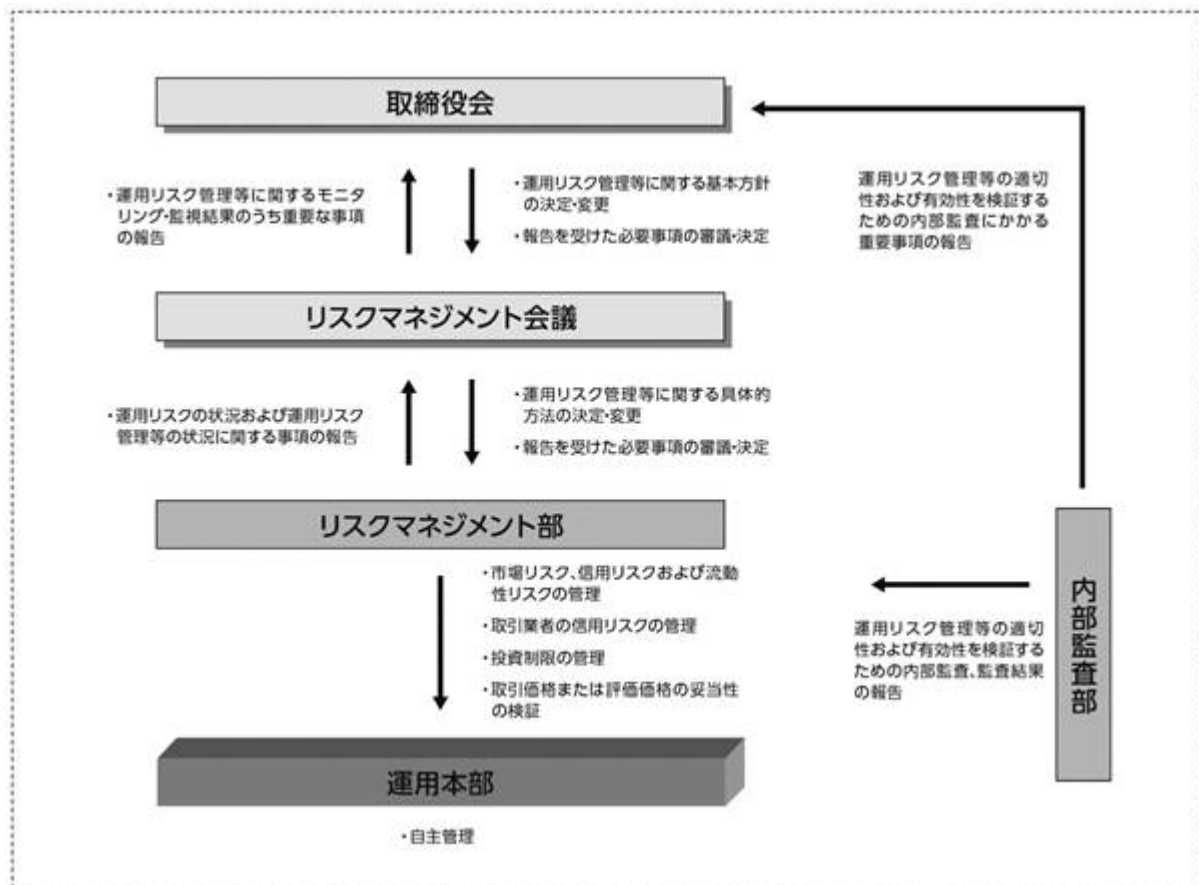 取締役会
・運用リスク管理等に関するモニタ
リング・監視結果のうち重要な事項
の報告
・運用リスク管理等に関する基本方針
の決定・変更
・報告を受けた必要事項の審議・決定
運用リスク管理等の適切
性および有効性を検証す
るための内部監査にかかる
重要事項の報告
リスクマネジメント会議
・運用リスクの状況および運用リスク
管理等の状況に関する事項の報告
・運用リスク管理等に関する具体的
方法の決定・変更
・報告を受けた必要事項の審議・決定
リスクマネジメント部
・市場リスク、信用リスクおよび流動
性リスクの管理
・取引業者の信用リスクの管理
・投資制限の管理
・取引価格または評価価格の妥当性
の検証
運用リスク管理等の適切
性および有効性を検証する
ための内部監査、監査結果
の報告
内部監査部
運用本部
・自主管理